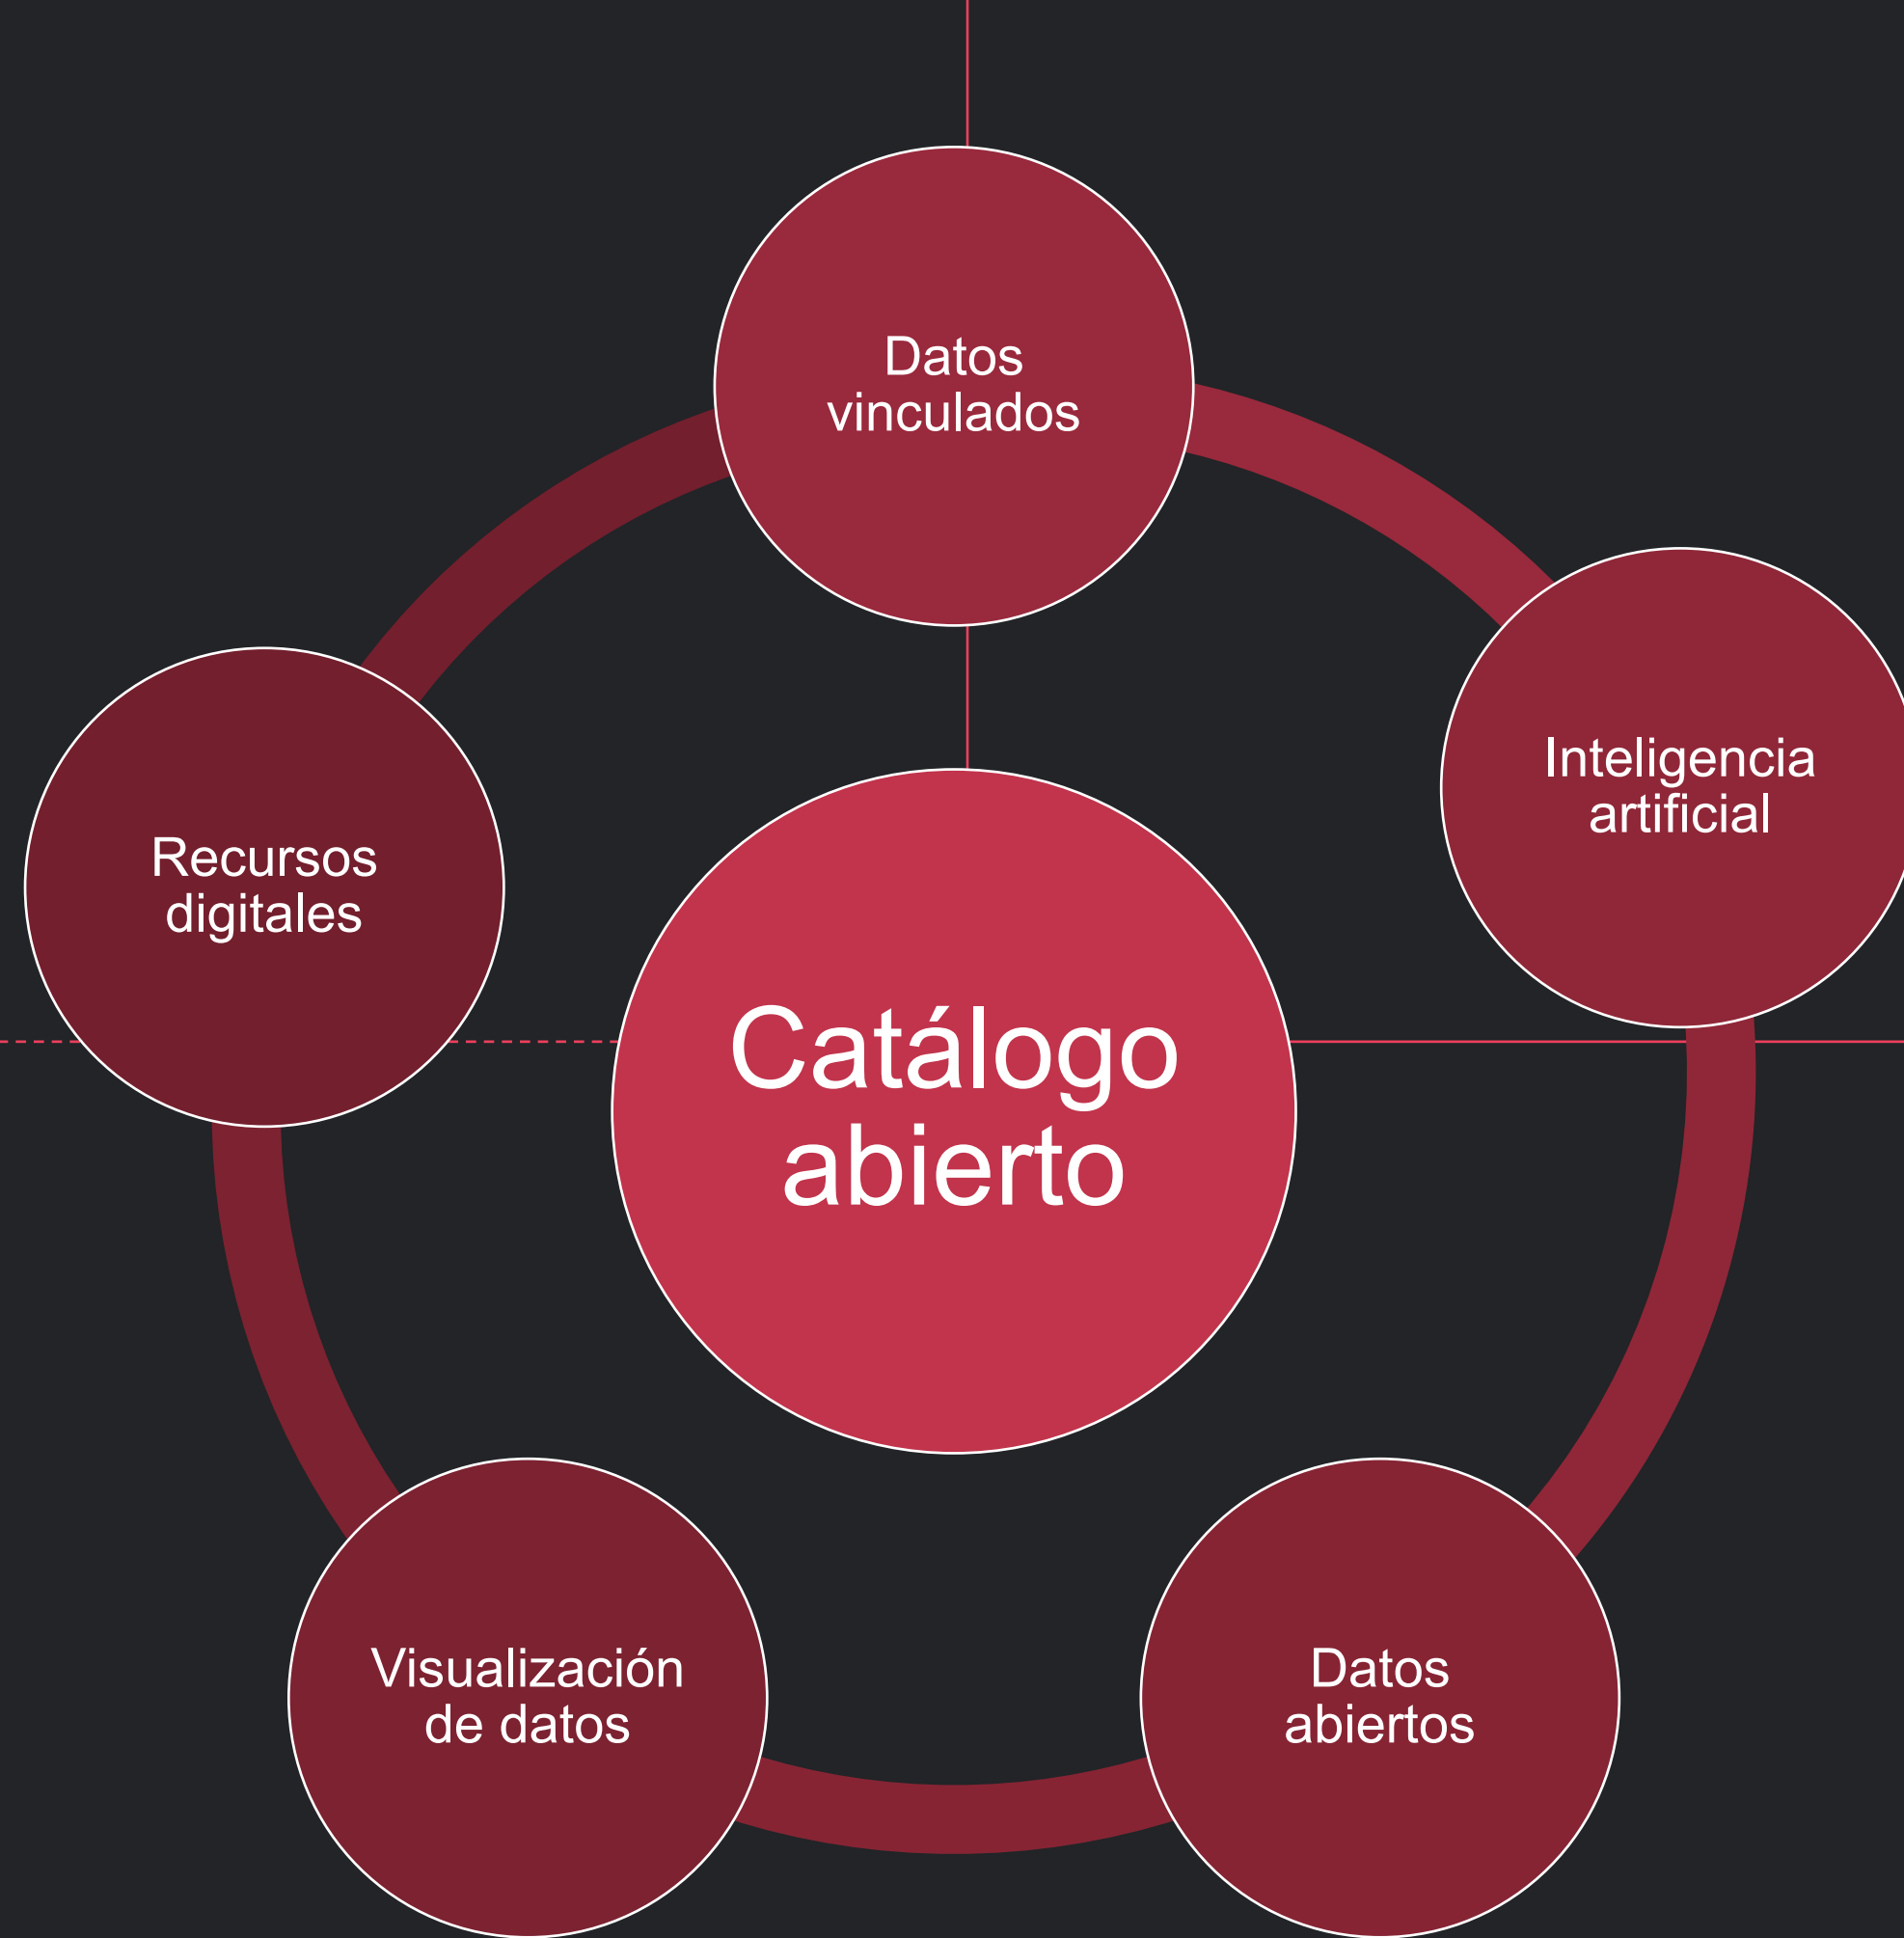 Datos
vinculados
Inteligencia
artificial
Recursos
digitales
Catálogo
abierto
Visualización
de datos
Datos
abiertos